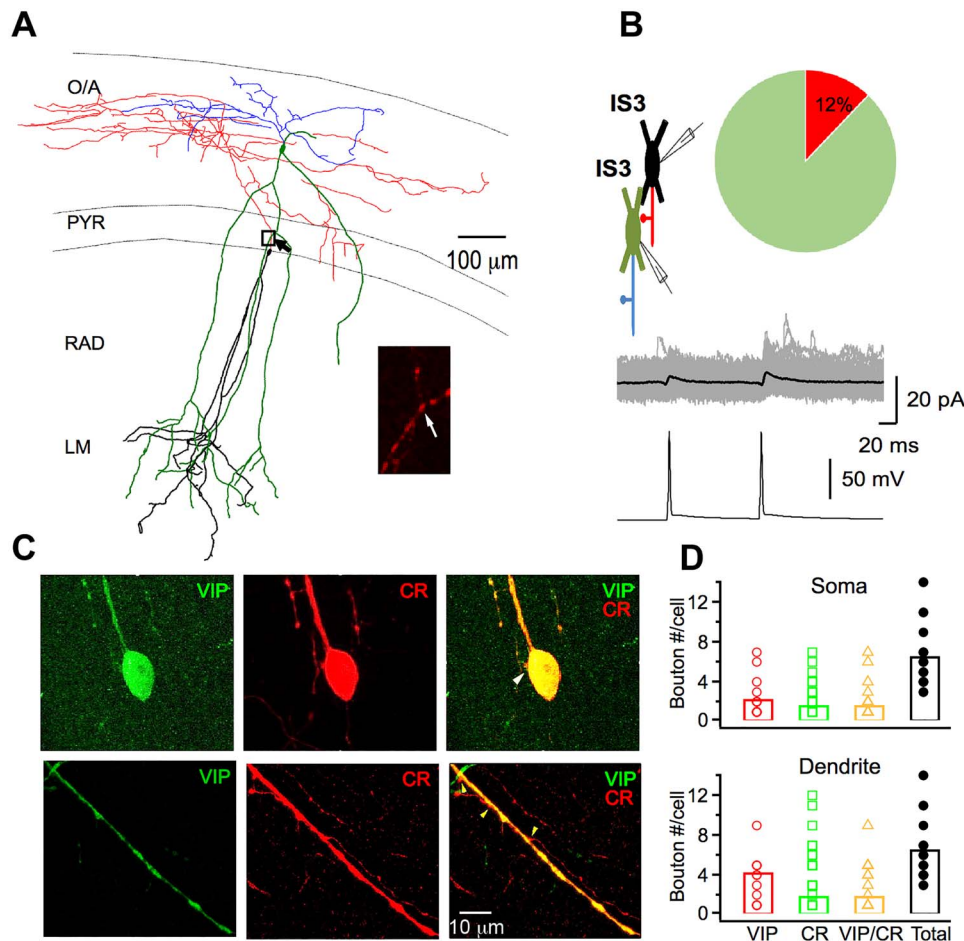 A
O/A
PYR
100 μm
RAD
LM
B
IS3
IS3
12%
20 pA
20 ms
50 mV
C
VIP
CR
VIP
CR
VIP
CR
VIP
CR
10 μm
D
Soma
Bouton #/cell
12
8
4
0
Dendrite
Bouton #/cell
12
8
4
0
VIP CR VIP/CR Total